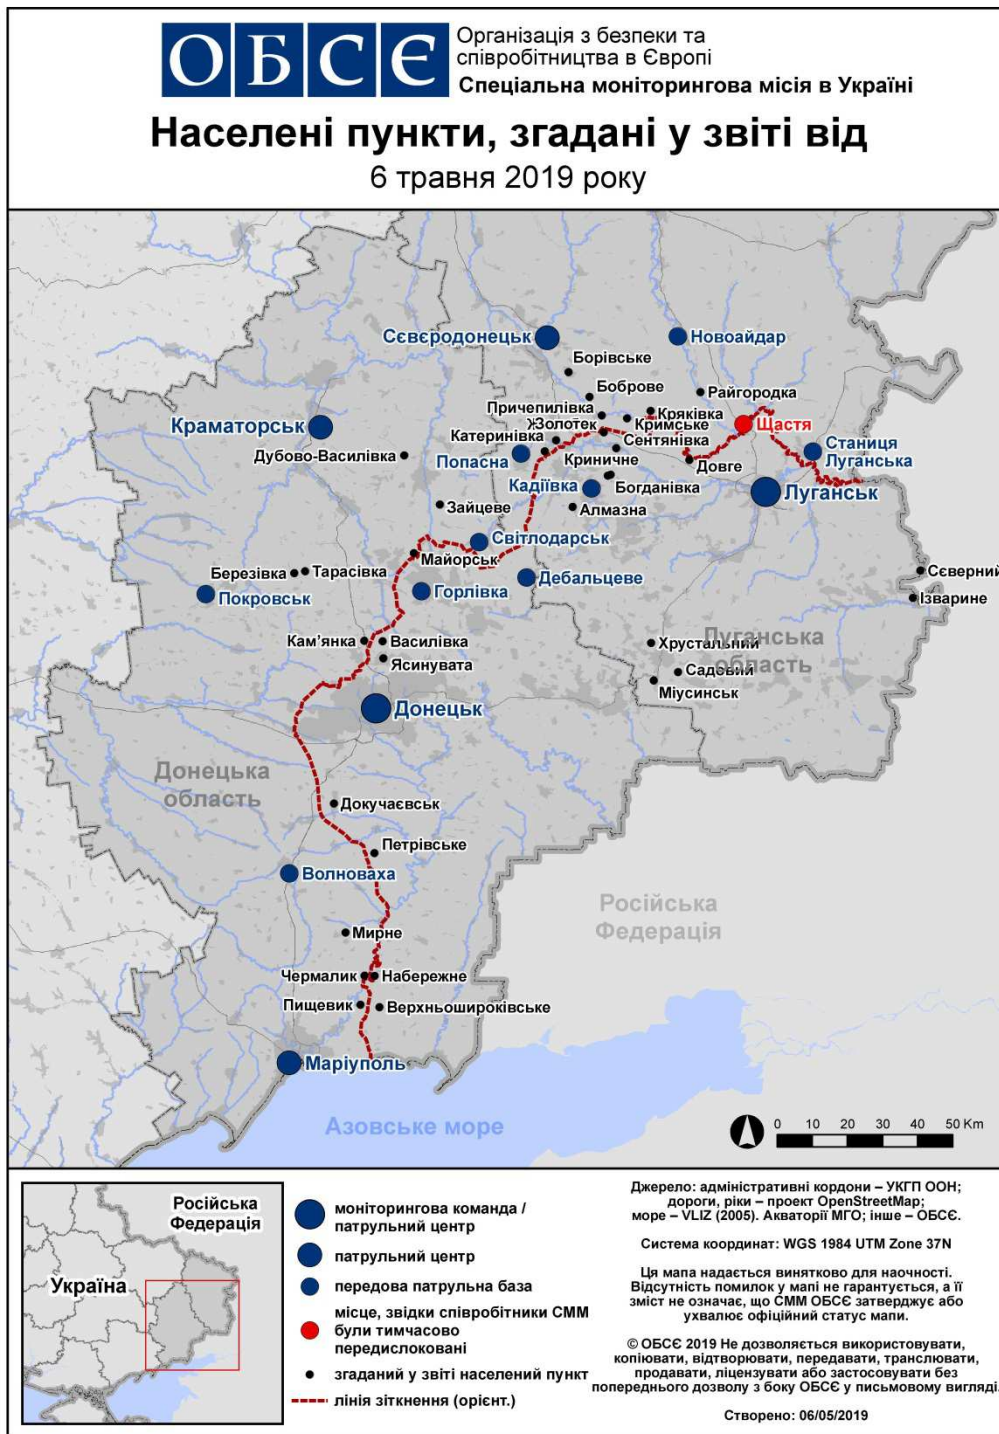 ОБСЄ
Організація з безпеки та
співробітництва в Європі
Спеціальна моніторингова місія в Україні
Населені пункти, згадані у звіті від
6 травня 2019 року
Сєвєродонецьк
Новоайдар
Борівське
Боброве
Райгородка
Причепилівка
Кряківка
Кримське
Щастя
Краматорськ
Катеринівка
Сентянівка
Станиця
Луганська
Дубово-Василівка
Попасна
Криничне
Довге
Кадіївка
Богданівка
Луганськ
Зайцеве
Алмазна
Світлодарськ
Майорськ
Березівка
Тарасівка
Дебальцеве
Сєверний
Покровськ
Горлівка
Ізварине
Кам’янка
Василівка
Хрустальний
Луганська
область
Ясинувата
Садовий
Міусинськ
Донецьк
Донецька
область
Докучаєвськ
Петрівське
Волноваха
Російська
Федерація
Мирне
Чермалик
Набережне
Пищевик
Верхньошироківське
Маріуполь
Азовське море
0 10 20 30 40 50 Km
Російська
Федерація
Україна
моніторингова команда /
патрульний центр
патрульний центр
передова патрульна база
місце, звідки співробітники СММ
були тимчасово
передислоковані
згаданий у звіті населений пункт
лінія зіткнення (орієнт.)
Джерело: адміністративні кордони – УКГП ООН;
дороги, ріки – проект OpenStreetMap;
море – VLIZ (2005). Акваторії МГО; інше – ОБСЄ.
Система координат: WGS 1984 UTM Zone 37N
Ця мапа надається винятково для наочності.
Відсутність помилок у мапі не гарантується, а її
зміст не означає, що СММ ОБСЄ затверджує або
ухвалює офіційний статус мапи.
© ОБСЄ 2019 Не дозволяється використовувати,
копіювати, відтворювати, передавати, транслювати,
продавати, ліцензувати або застосовувати без
попереднього дозволу з боку ОБСЄ у письмовому вигляді.
Створено: 06/05/2019